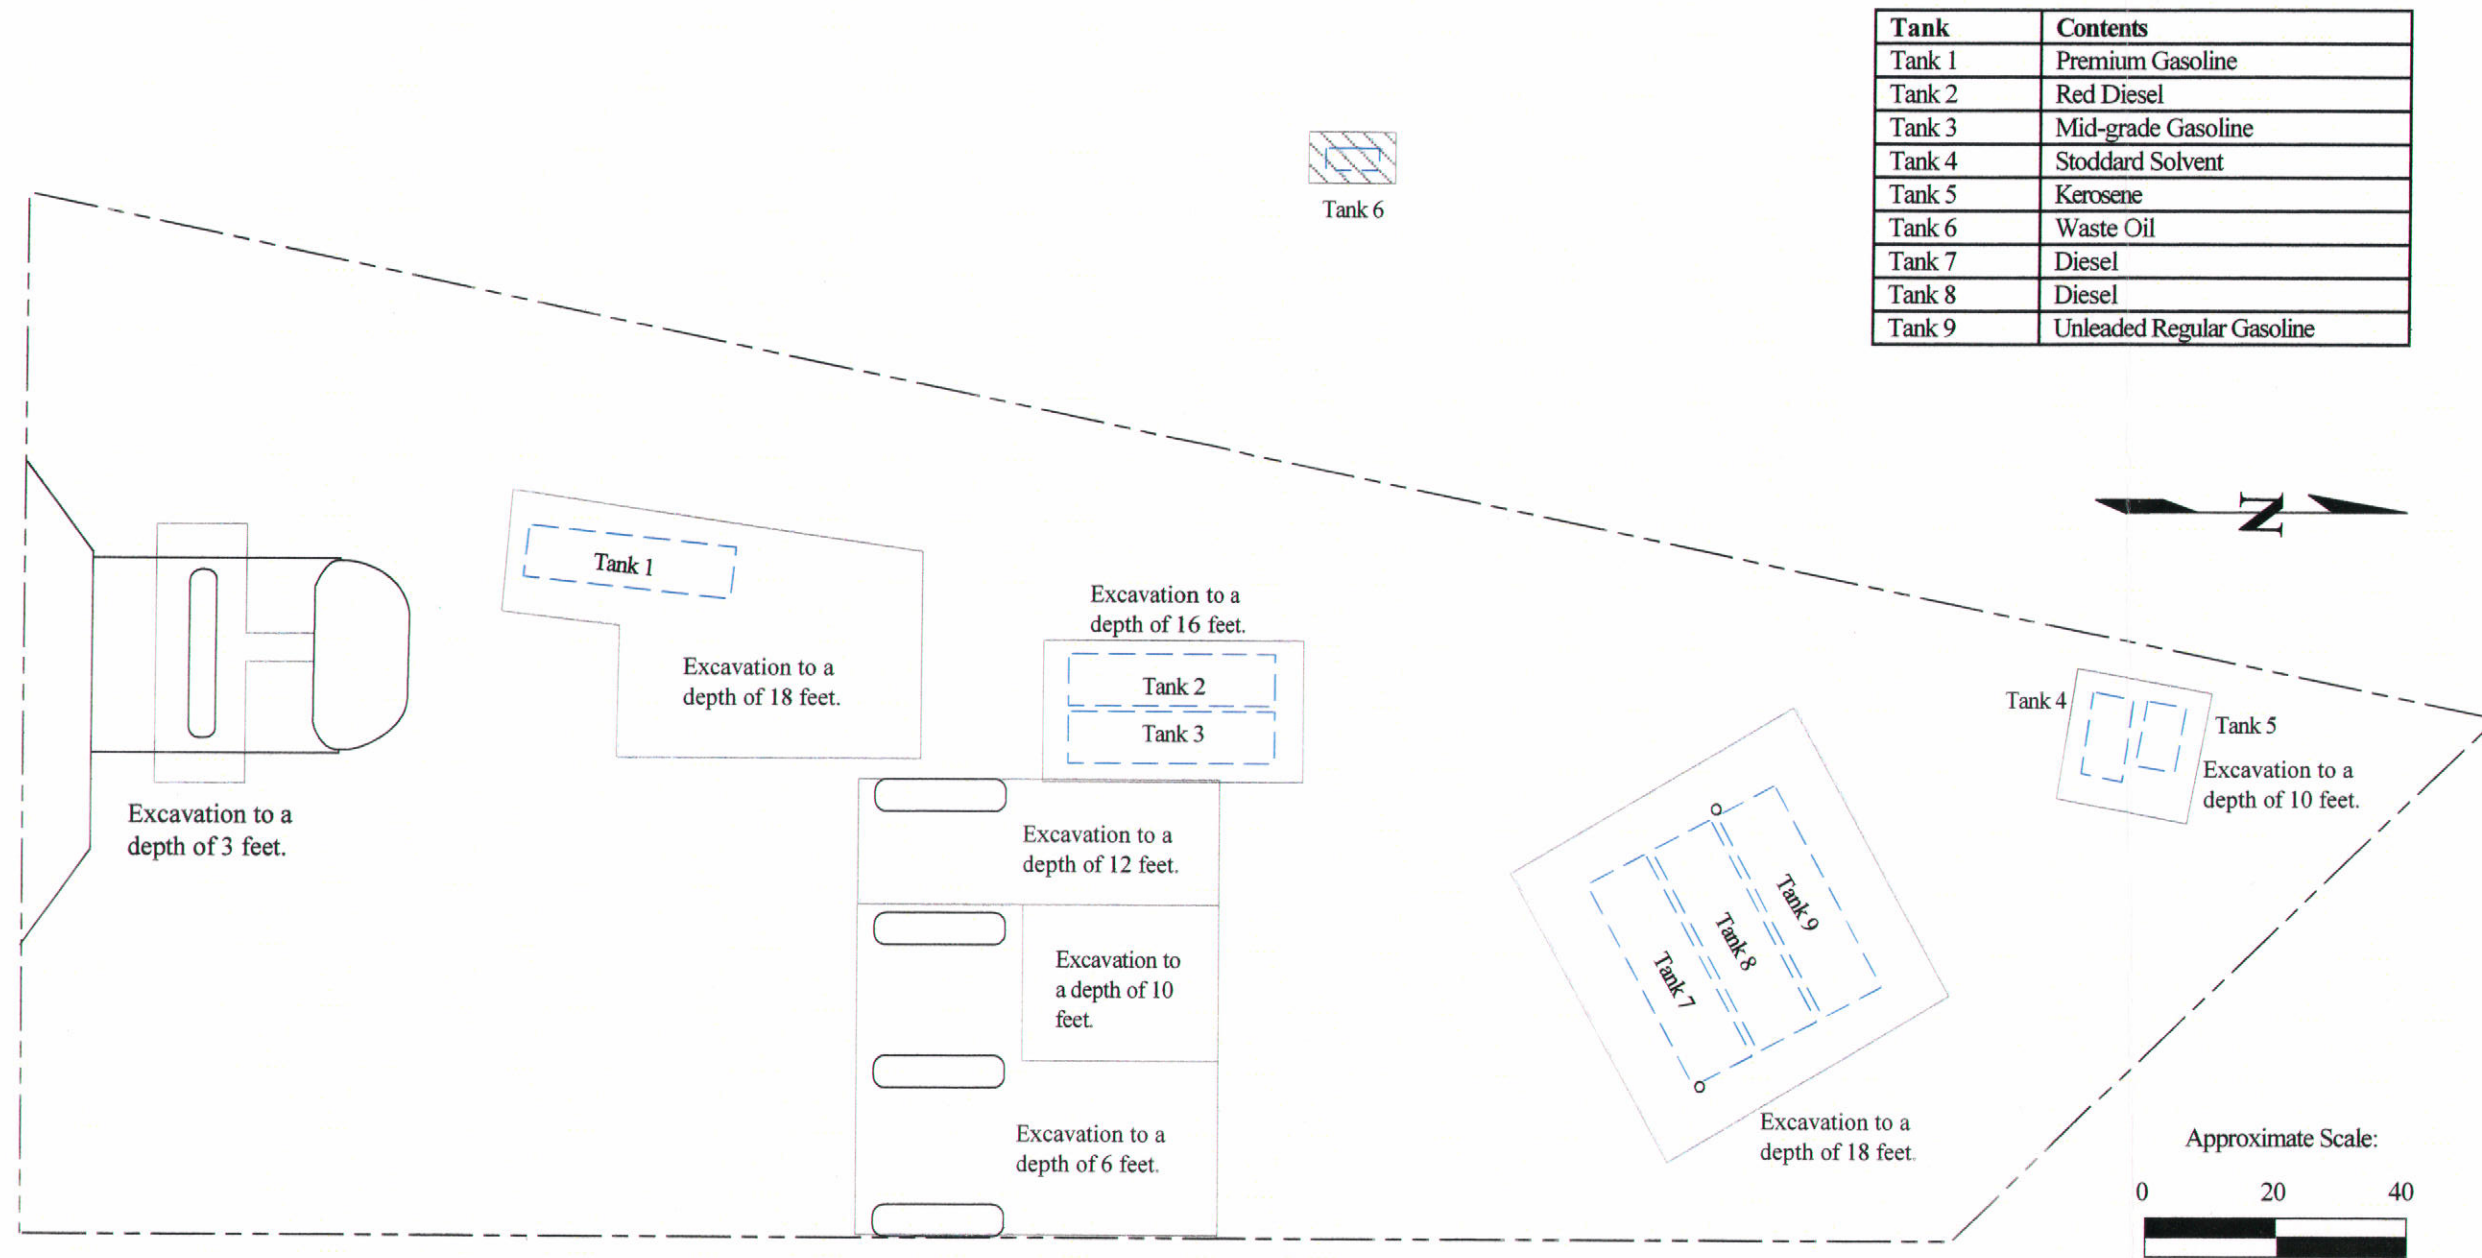 Tank Contents
Tank 1 Premium Gasoline
Tank 2 Red Diesel
Tank 3 Mid-grade Gasoline
Tank 4 Stoddard Solvent
Tank 5 Kerosene
Tank 6 Waste Oil
Tank 7 Diesel
Tank 8 Diesel
Tank 9 Unleaded Regular Gasoline
Tank 6
N
Tank 1
Excavation to a
depth of 18 feet.
Excavation to a
depth of 16 feet.
Tank 2
Tank 3
Tank 4
Tank 5
Excavation to a
depth of 10 feet.
Excavation to a
depth of 3 feet.
Excavation to a
depth of 12 feet.
Excavation to
a depth of 10
feet.
Excavation to a
depth of 6 feet.
Tank 7
Tank 8
Tank 9
Excavation to a
depth of 18 feet.
Approximate Scale:
0 20 40